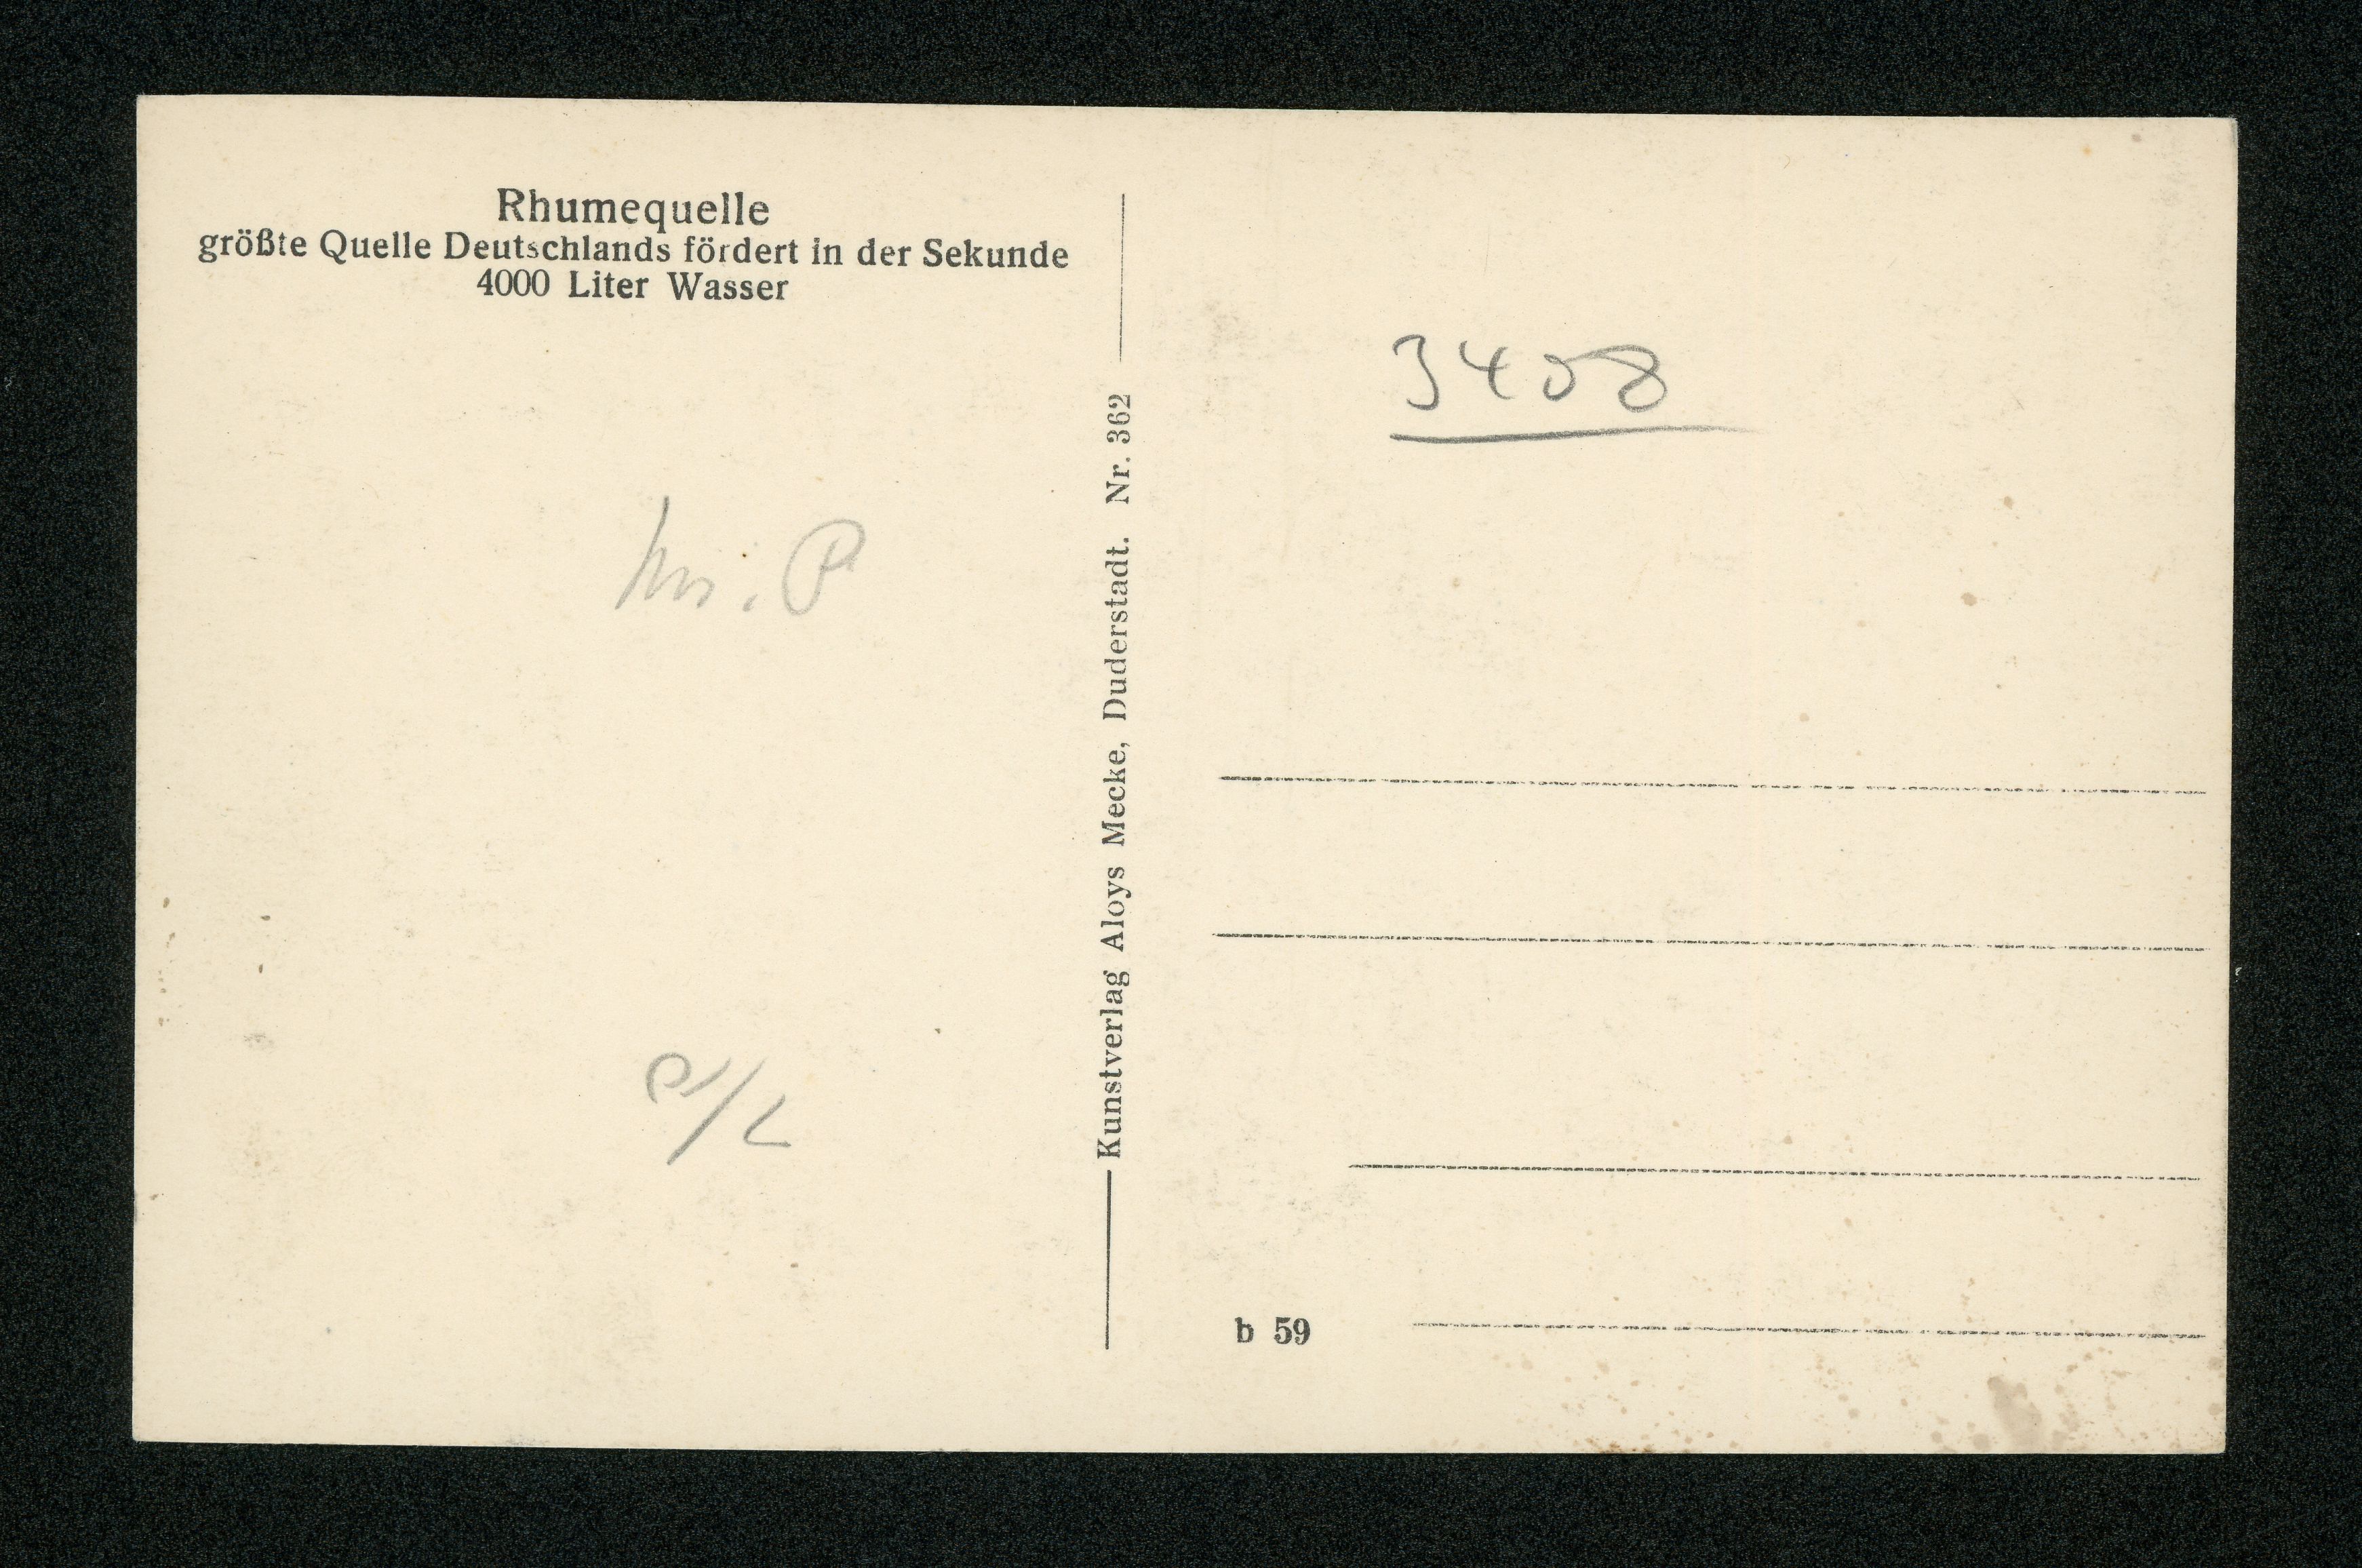 Rhumequelle
größte Quelle Deutschlands fördert in der Sekunde
4000 Liter Wasser
Kunstverlag Aloys Mecke, Duderstadt. Nr. 362
3408
P/L
b 59